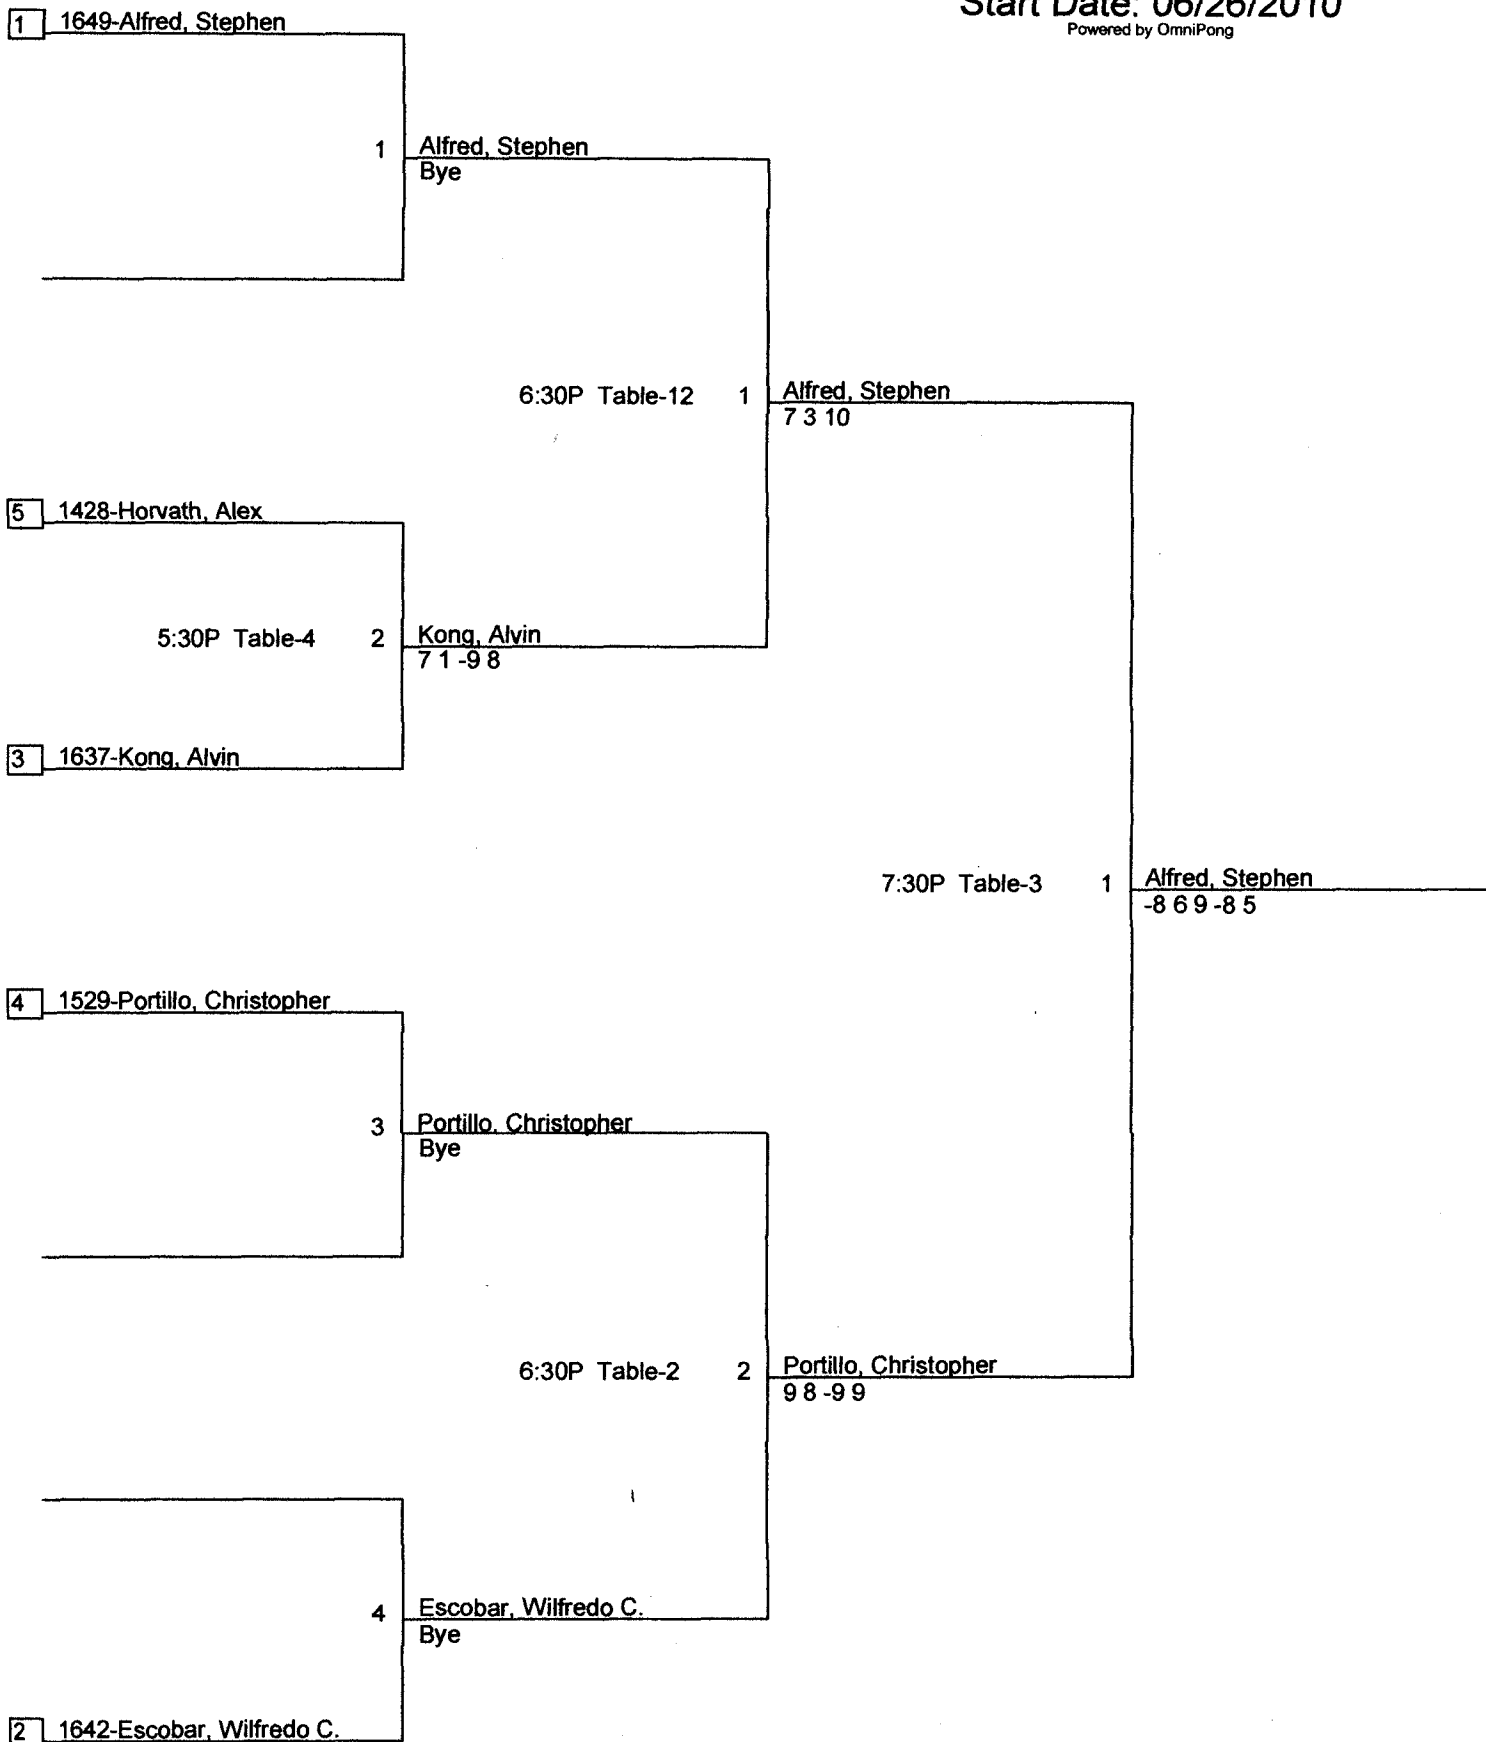 Start Date: 06/26/2010
Powered by OmniPong
1 1649-Alfred, Stephen
1 Alfred, Stephen
Bye
6:30P Table-12 1 Alfred, Stephen
7 3 10
5 1428-Horvath, Alex
5:30P Table-4 2 Kong, Alvin
7 1 -9 8
3 1637-Kong, Alvin
7:30P Table-3 1 Alfred, Stephen
-8 6 9 -8 5
4 1529-Portillo, Christopher
3 Portillo, Christopher
Bye
6:30P Table-2 2 Portillo, Christopher
9 8 -9 9
4 Escobar, Wilfredo C.
Bye
2 1642-Escobar, Wilfredo C.